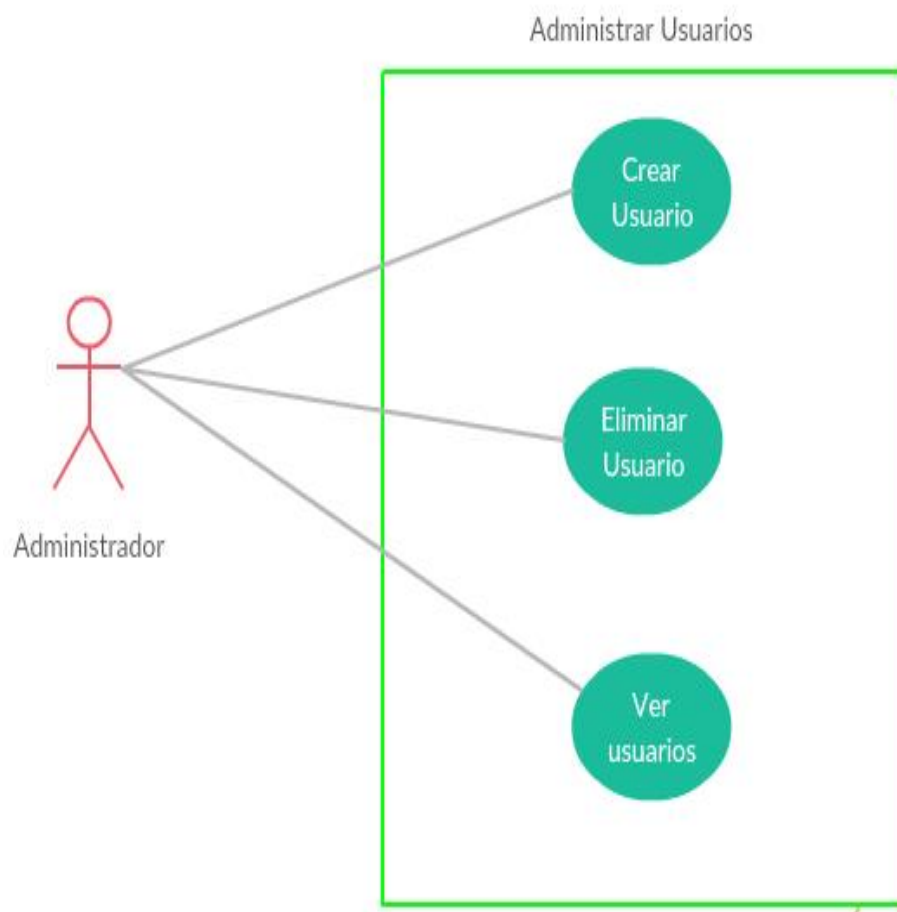 Administrar Usuarios
Crear
Usuario
Eliminar
Usuario
Administrador
Ver
usuarios